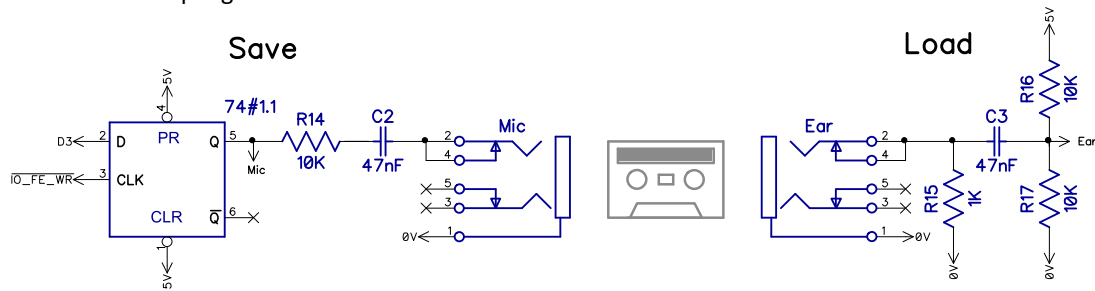 Save
Load
5V
4
74#1.1
PR
D3
2
D
Q
5
Mic
R14
10K
C2
47nF
2
4
Mic
IO_FE_WR
3
CLK
CLR
Q
6
1
5V
5
3
0V
1
Ear
2
4
5
3
1
0V
R15
1K
0V
C3
47nF
5V
R16
10K
Ear
R17
10K
0V